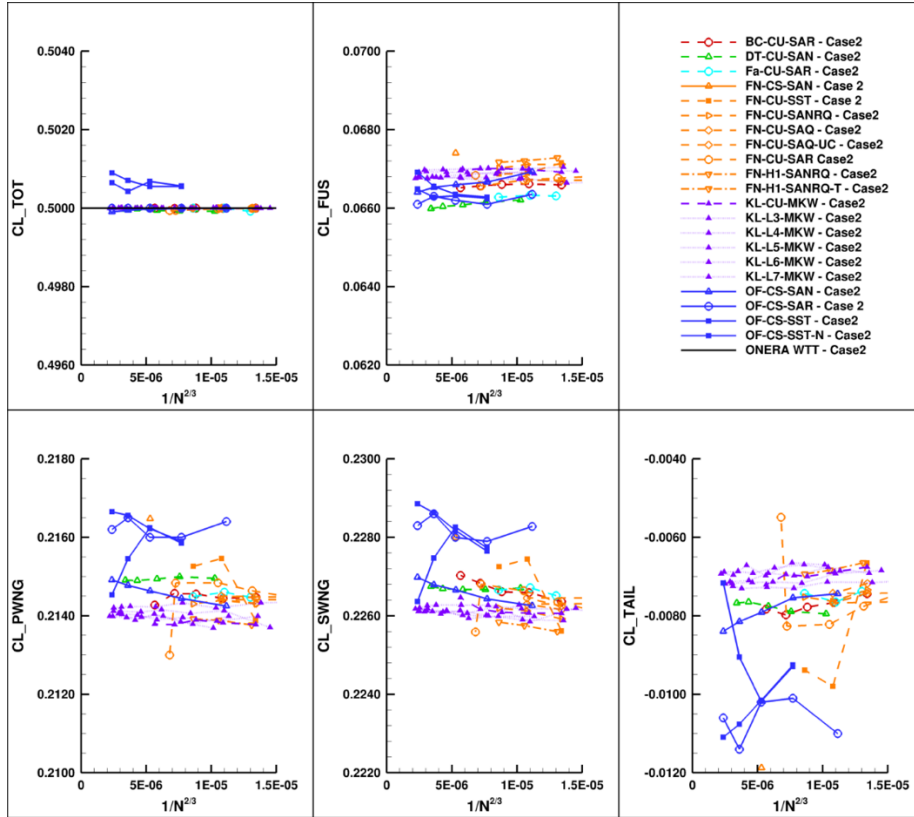 0.5040
0.5020
0.5000
0.4980
0.4960
CL_TOT
0
5E-06
1E-05
1.5E-05
1/N^2/3
0.0700
0.0680
0.0660
0.0640
0.0620
CL_FUS
0
5E-06
1E-05
1.5E-05
1/N^2/3
BC-CU-SAR - Case2
DT-CU-SAN - Case2
Fa-CU-SAR - Case2
FN-CS-SAN - Case 2
FN-CU-SST - Case 2
FN-CU-SANRQ - Case2
FN-CU-SAQ - Case2
FN-CU-SAQ-UC - Case2
FN-CU-SAR Case2
FN-H1-SANRQ - Case2
FN-H1-SANRQ-T - Case2
KL-CU-MKW - Case2
KL-L3-MKW - Case2
KL-L4-MKW - Case2
KL-L5-MKW - Case2
KL-L6-MKW - Case2
KL-L7-MKW - Case2
OF-CS-SAN - Case2
OF-CS-SAR - Case 2
OF-CS-SST - Case2
OF-CS-SST-N - Case2
ONERA WTT - Case2
0.2180
0.2160
0.2140
0.2120
0.2100
CL_PWNG
0
5E-06
1E-05
1.5E-05
1/N^2/3
0.2300
0.2280
0.2260
0.2240
0.2220
CL_SWNG
0
5E-06
1E-05
1.5E-05
1/N^2/3
-0.0040
-0.0060
-0.0080
-0.0100
-0.0120
CL_TAIL
0
5E-06
1E-05
1.5E-05
1/N^2/3